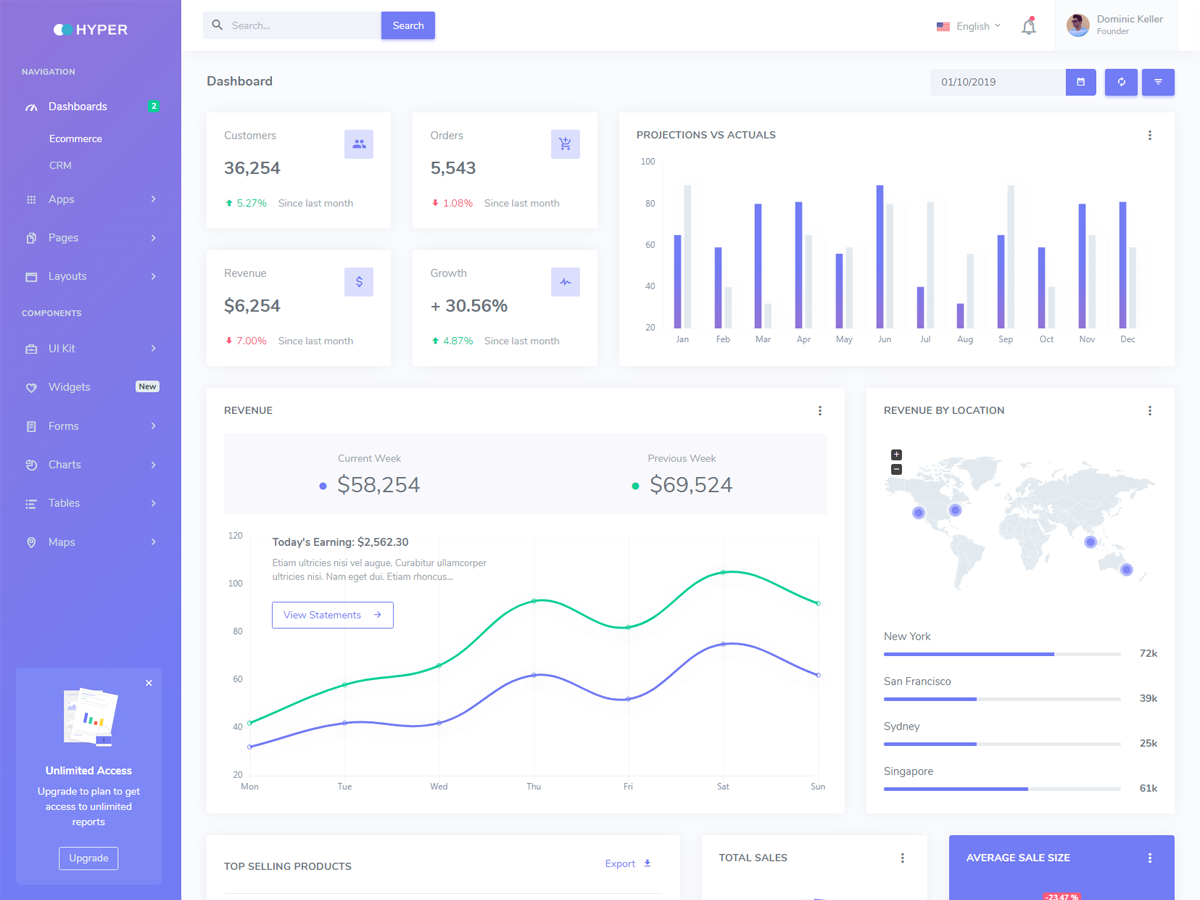 HYPER
NAVIGATION
Dashboards 2
Ecommerce
CRM
Apps
Pages
Layouts
COMPONENTS
UI Kit
Widgets New
Forms
Charts
Tables
Maps
Unlimited Access
Upgrade to plan to get
access to unlimited
reports
Upgrade
Search...
Search
English
Dominic Keller
Founder
Dashboard
01/10/2019
Customers
36,254
5.27% Since last month
Orders
5,543
1.08% Since last month
Revenue
$6,254
7.00% Since last month
Growth
+ 30.56%
4.87% Since last month
PROJECTIONS VS ACTUALS
100
80
60
40
20
Jan Feb Mar Apr May Jun Jul Aug Sep Oct Nov Dec
REVENUE
Current Week
$58,254
Previous Week
$69,524
Today's Earning: $2,562.30
Etiam ultricies nisi vel augue. Curabitur ullamcorper
ultricies nisi. Nam eget dui. Etiam rhoncus...
View Statements
120
100
80
60
40
20
Mon Tue Wed Thu Fri Sat Sun
REVENUE BY LOCATION
+
−
New York
72k
San Francisco
39k
Sydney
25k
Singapore
61k
TOP SELLING PRODUCTS
Export
TOTAL SALES
AVERAGE SALE SIZE
-23.47 %